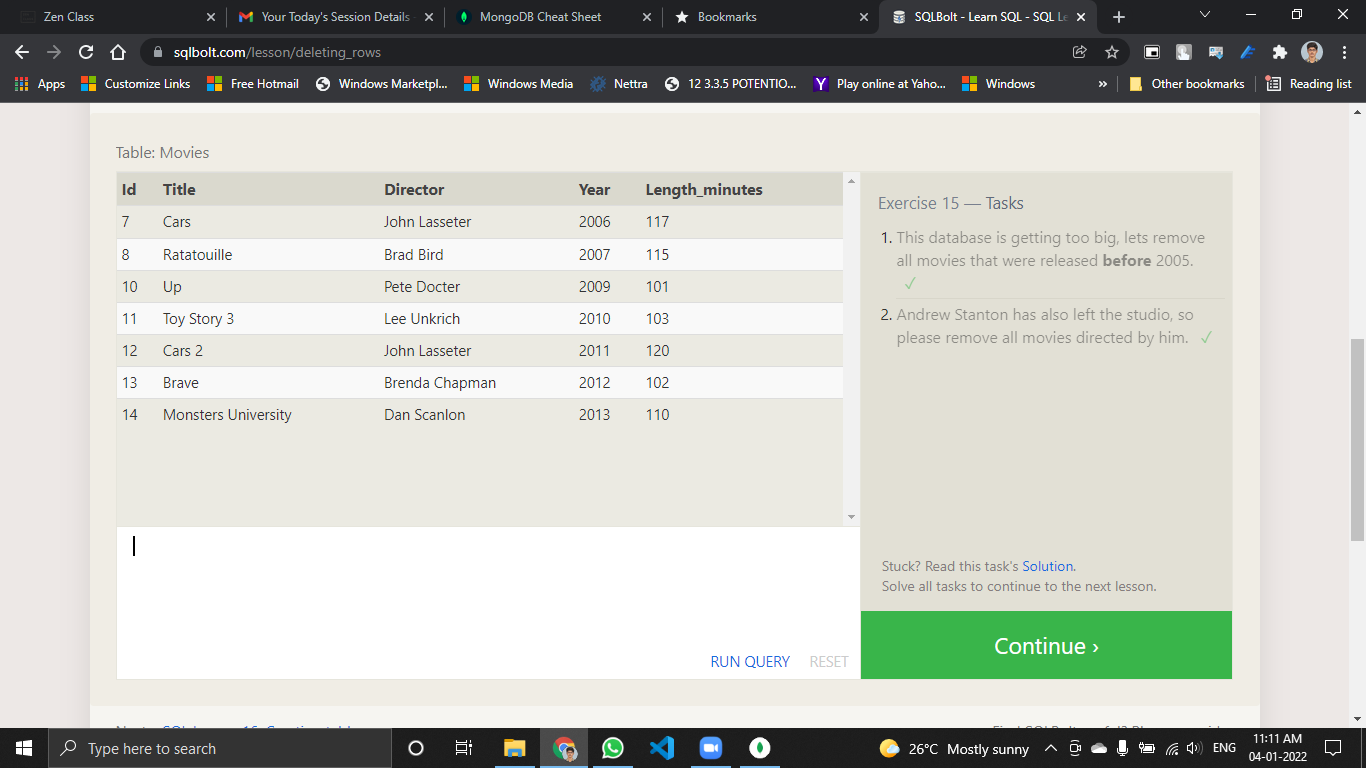 Zen Class
Your Today's Session Details
MongoDB Cheat Sheet
Bookmarks
SQLBolt - Learn SQL - SQL Le
sqlbolt.com/lesson/deleting_rows
Apps
Customize Links
Free Hotmail
Windows Marketpl...
Windows Media
Nettra
12 3.3.5 POTENTIO...
Play online at Yaho...
Windows
»
Other bookmarks
Reading list
Table: Movies
Id Title Director Year Length_minutes
7 Cars John Lasseter 2006 117
8 Ratatouille Brad Bird 2007 115
10 Up Pete Docter 2009 101
11 Toy Story 3 Lee Unkrich 2010 103
12 Cars 2 John Lasseter 2011 120
13 Brave Brenda Chapman 2012 102
14 Monsters University Dan Scanlon 2013 110
RUN QUERY RESET
Exercise 15 — Tasks
1. This database is getting too big, lets remove
all movies that were released before 2005.
✓
2. Andrew Stanton has also left the studio, so
please remove all movies directed by him. ✓
Stuck? Read this task's Solution.
Solve all tasks to continue to the next lesson.
Continue ›
Type here to search
26°C Mostly sunny
ENG
11:11 AM
04-01-2022